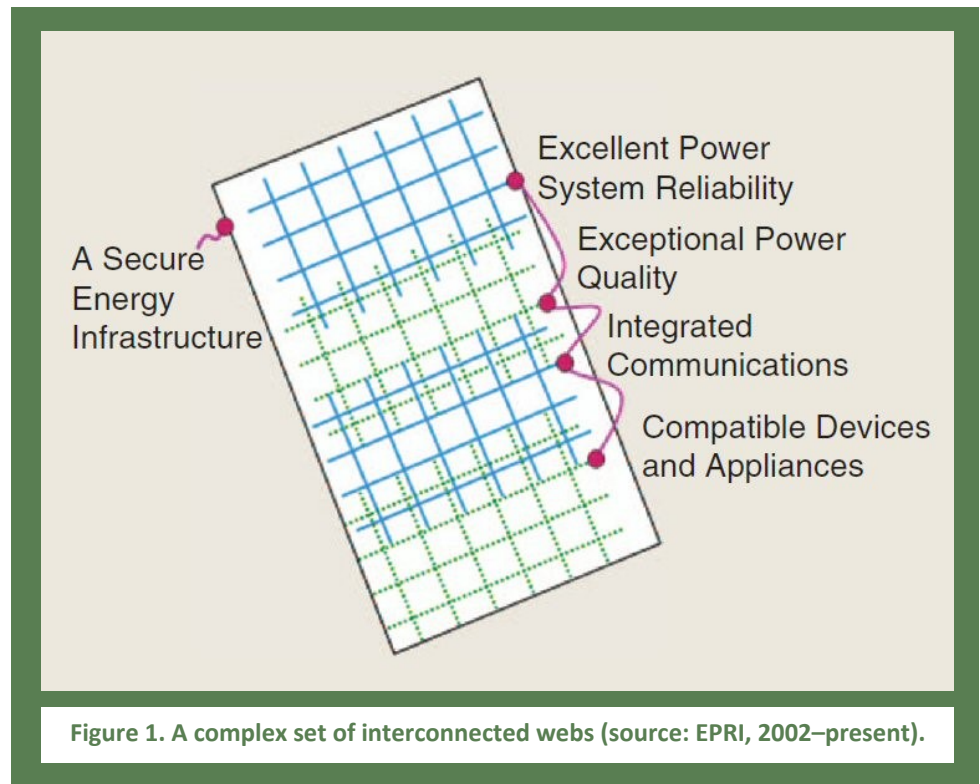 Excellent Power
System Reliability
A Secure
Energy
Infrastructure
Exceptional Power
Quality
Integrated
Communications
Compatible Devices
and Appliances
Figure 1. A complex set of interconnected webs (source: EPRI, 2002–present).